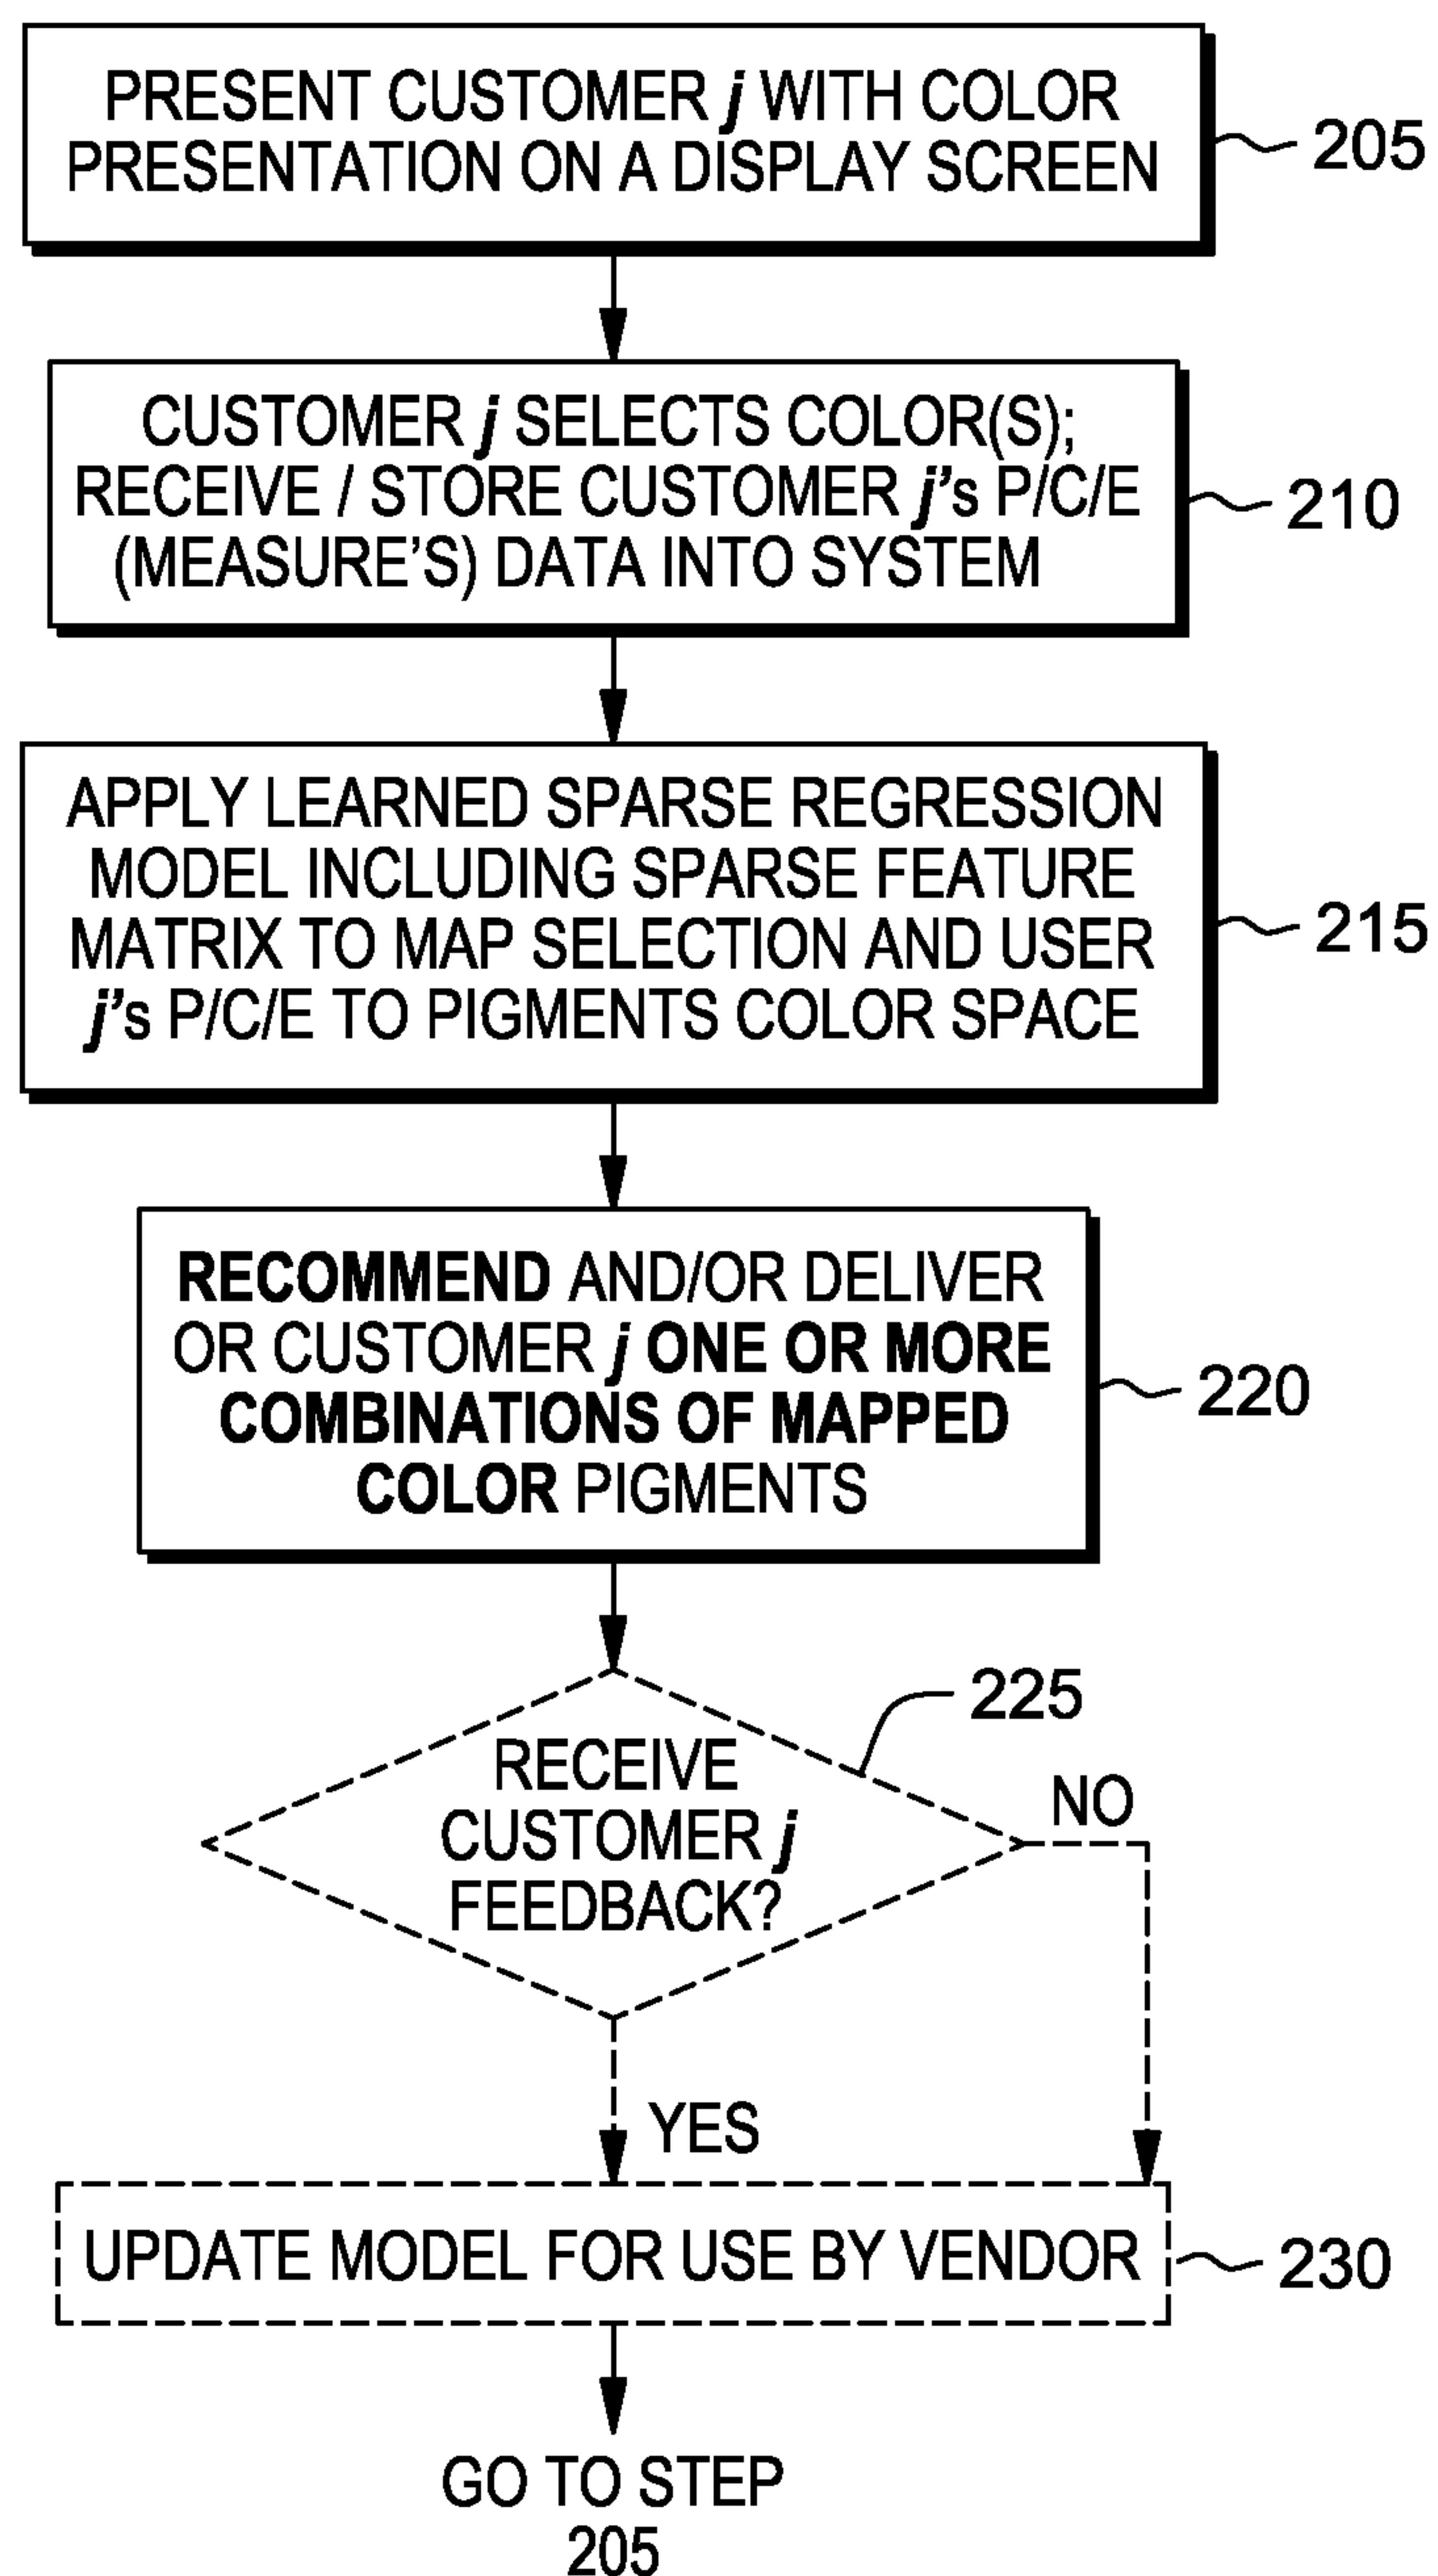 PRESENT CUSTOMER j WITH COLOR
PRESENTATION ON A DISPLAY SCREEN
205
CUSTOMER j SELECTS COLOR(S);
RECEIVE / STORE CUSTOMER j's P/C/E
(MEASURE'S) DATA INTO SYSTEM
210
APPLY LEARNED SPARSE REGRESSION
MODEL INCLUDING SPARSE FEATURE
MATRIX TO MAP SELECTION AND USER
j's P/C/E TO PIGMENTS COLOR SPACE
215
RECOMMEND AND/OR DELIVER
OR CUSTOMER j ONE OR MORE
COMBINATIONS OF MAPPED
COLOR PIGMENTS
220
225
RECEIVE
CUSTOMER j
FEEDBACK?
NO
YES
UPDATE MODEL FOR USE BY VENDOR
230
GO TO STEP
205